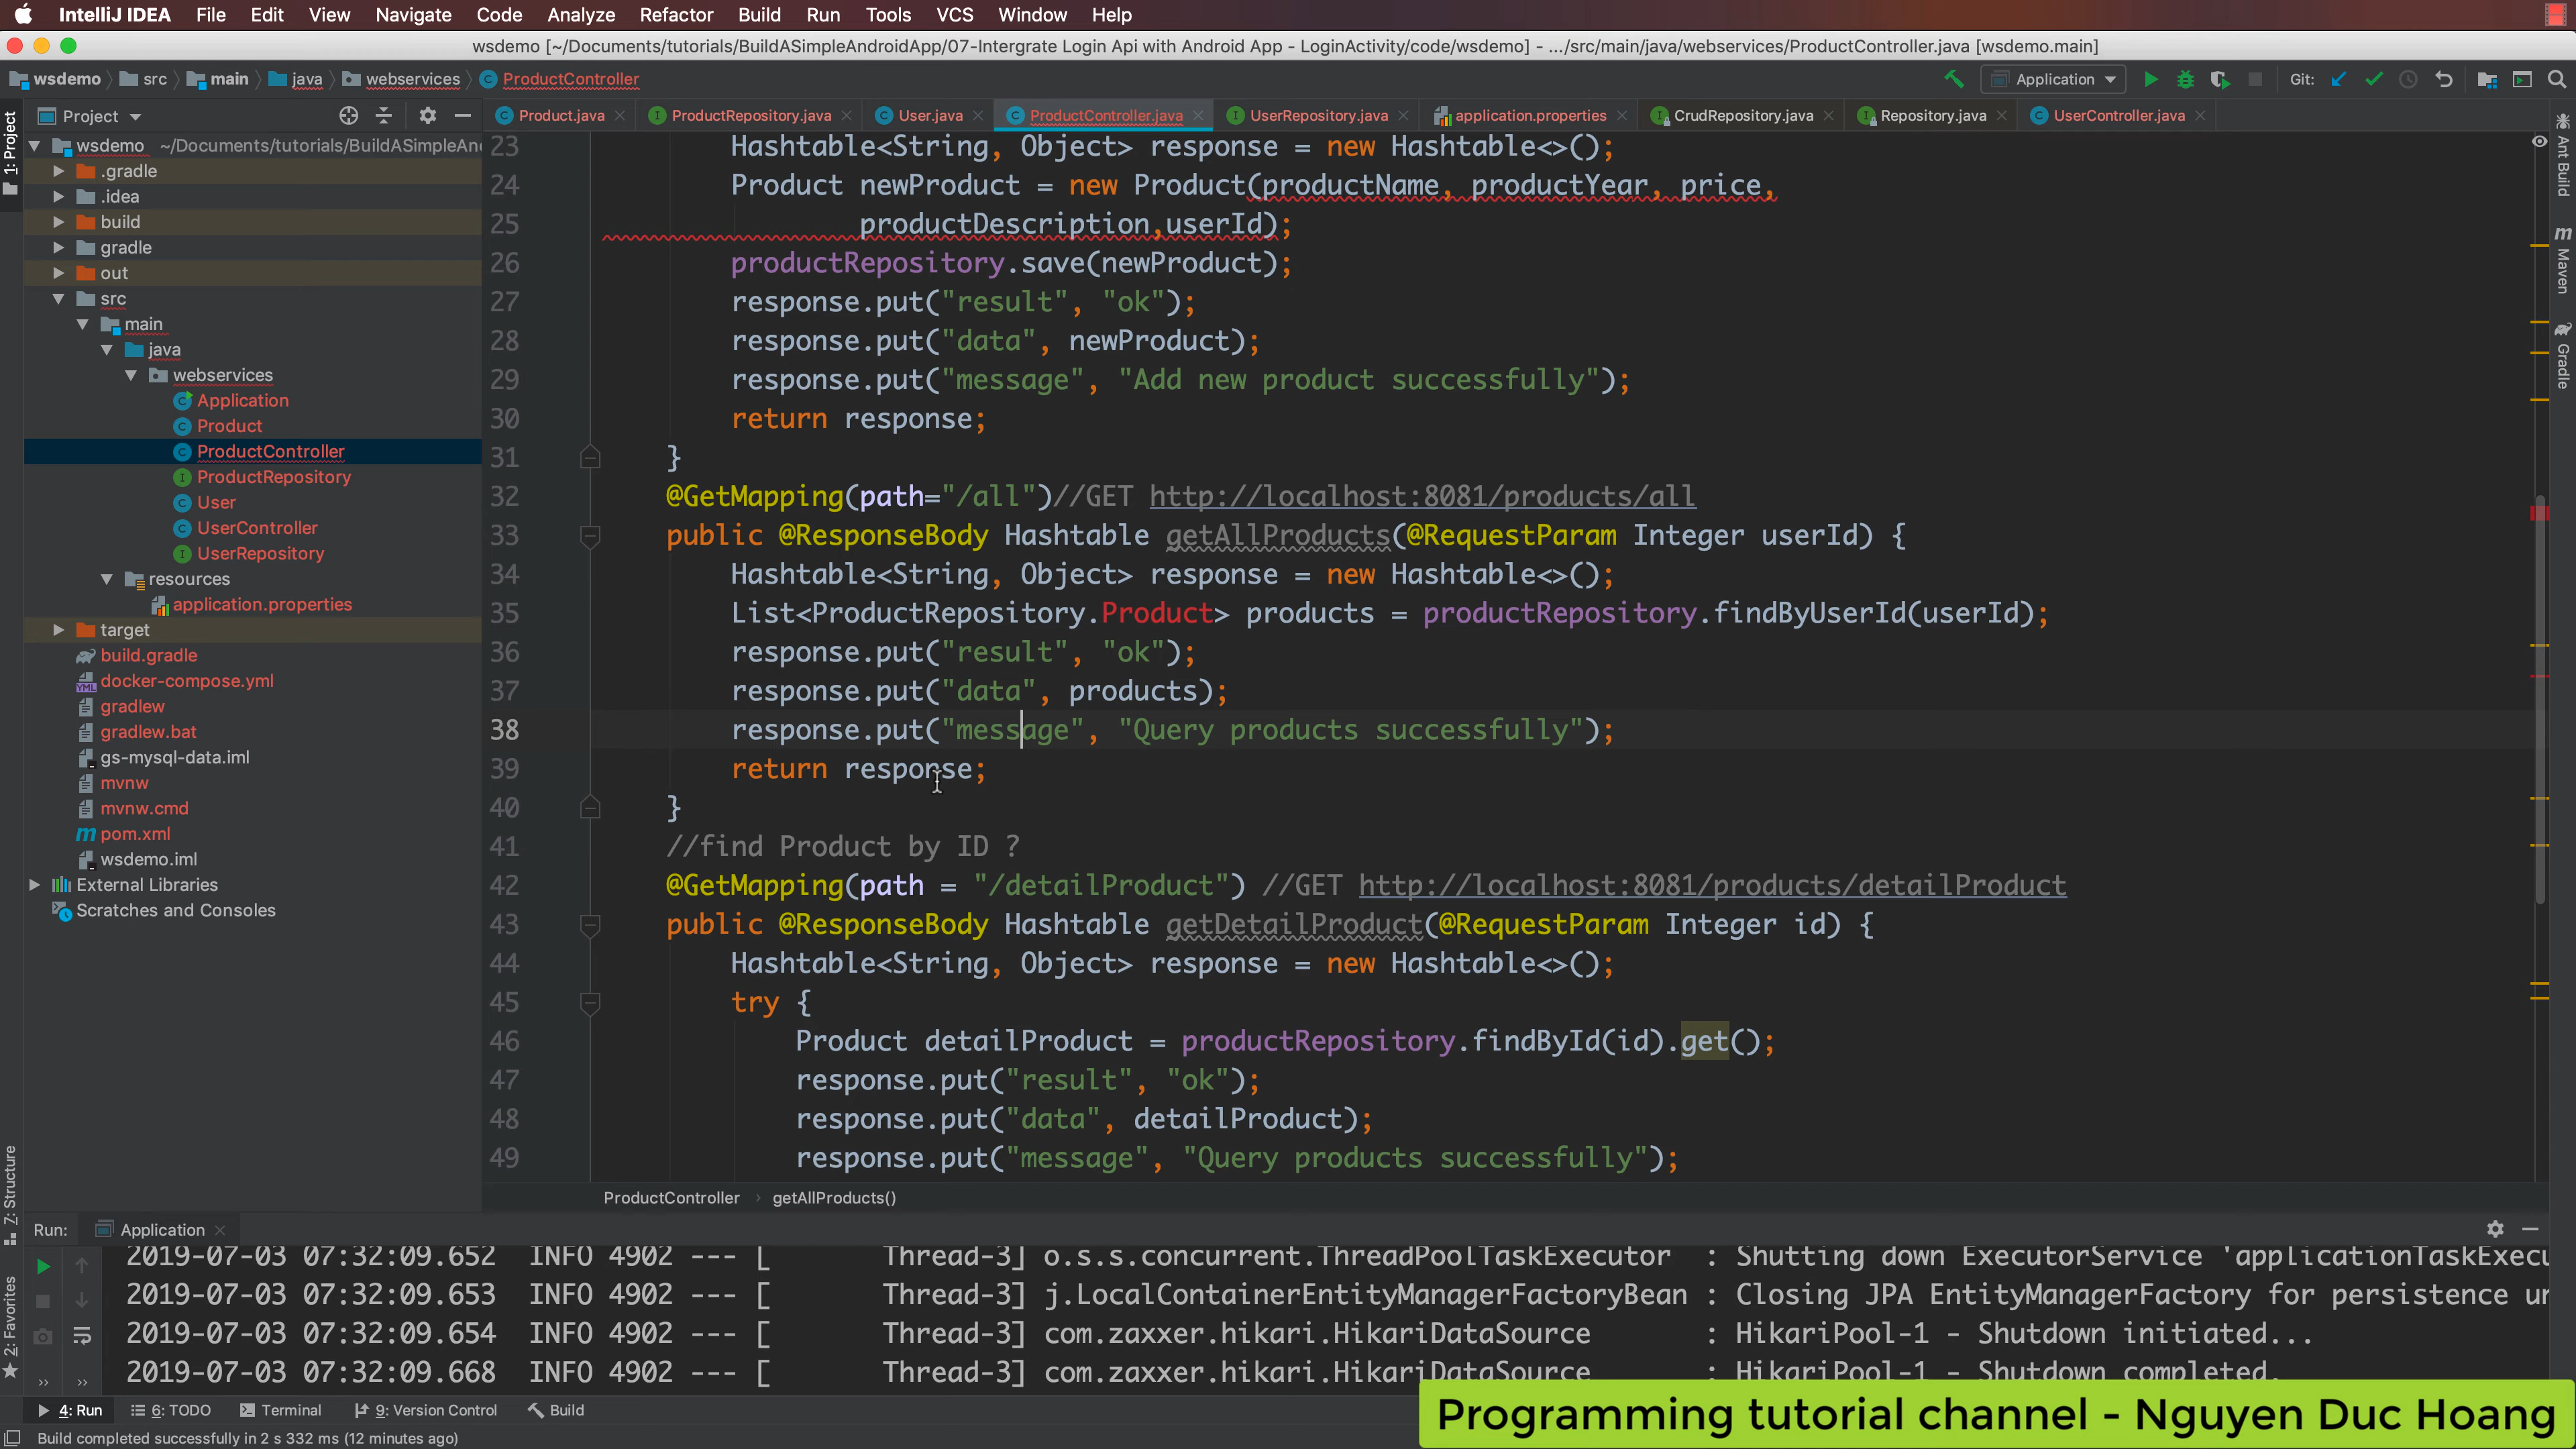 IntelliJ IDEA File Edit View Navigate Code Analyze Refactor Build Run Tools VCS Window Help
wsdemo [~/Documents/tutorials/BuildASimpleAndroidApp/07-Intergrate Login Api with Android App - LoginActivity/code/wsdemo] - .../src/main/java/webservices/ProductController.java [wsdemo.main]
wsdemo src main java webservices ProductController
Application
Git:
Project
Product.java ProductRepository.java User.java ProductController.java UserRepository.java application.properties CrudRepository.java Repository.java UserController.java
wsdemo ~/Documents/tutorials/BuildASimpleAn
.gradle
.idea
build
gradle
out
src
main
java
webservices
Application
Product
ProductController
ProductRepository
User
UserController
UserRepository
resources
application.properties
target
build.gradle
docker-compose.yml
gradlew
gradlew.bat
gs-mysql-data.iml
mvnw
mvnw.cmd
pom.xml
wsdemo.iml
External Libraries
Scratches and Consoles
1: Project
7: Structure
2: Favorites
23 Hashtable<String, Object> response = new Hashtable<>();
24 Product newProduct = new Product(productName, productYear, price,
25 productDescription,userId);
26 productRepository.save(newProduct);
27 response.put("result", "ok");
28 response.put("data", newProduct);
29 response.put("message", "Add new product successfully");
30 return response;
31 }
32 @GetMapping(path="/all")//GET http://localhost:8081/products/all
33 public @ResponseBody Hashtable getAllProducts(@RequestParam Integer userId) {
34 Hashtable<String, Object> response = new Hashtable<>();
35 List<ProductRepository.Product> products = productRepository.findByUserId(userId);
36 response.put("result", "ok");
37 response.put("data", products);
38 response.put("message", "Query products successfully");
39 return response;
40 }
41 //find Product by ID ?
42 @GetMapping(path = "/detailProduct") //GET http://localhost:8081/products/detailProduct
43 public @ResponseBody Hashtable getDetailProduct(@RequestParam Integer id) {
44 Hashtable<String, Object> response = new Hashtable<>();
45 try {
46 Product detailProduct = productRepository.findById(id).get();
47 response.put("result", "ok");
48 response.put("data", detailProduct);
49 response.put("message", "Query products successfully");
ProductController › getAllProducts()
Ant Build
Maven
Gradle
Run: Application
2019-07-03 07:32:09.652 INFO 4902 --- [ Thread-3] o.s.s.concurrent.ThreadPoolTaskExecutor : Shutting down ExecutorService 'applicationTaskExecu
2019-07-03 07:32:09.653 INFO 4902 --- [ Thread-3] j.LocalContainerEntityManagerFactoryBean : Closing JPA EntityManagerFactory for persistence un
2019-07-03 07:32:09.654 INFO 4902 --- [ Thread-3] com.zaxxer.hikari.HikariDataSource : HikariPool-1 - Shutdown initiated...
2019-07-03 07:32:09.668 INFO 4902 --- [ Thread-3] com.zaxxer.hikari.HikariDataSource : HikariPool-1 - Shutdown completed.
4: Run 6: TODO Terminal 9: Version Control Build
Programming tutorial channel - Nguyen Duc Hoang
Build completed successfully in 2 s 332 ms (12 minutes ago)